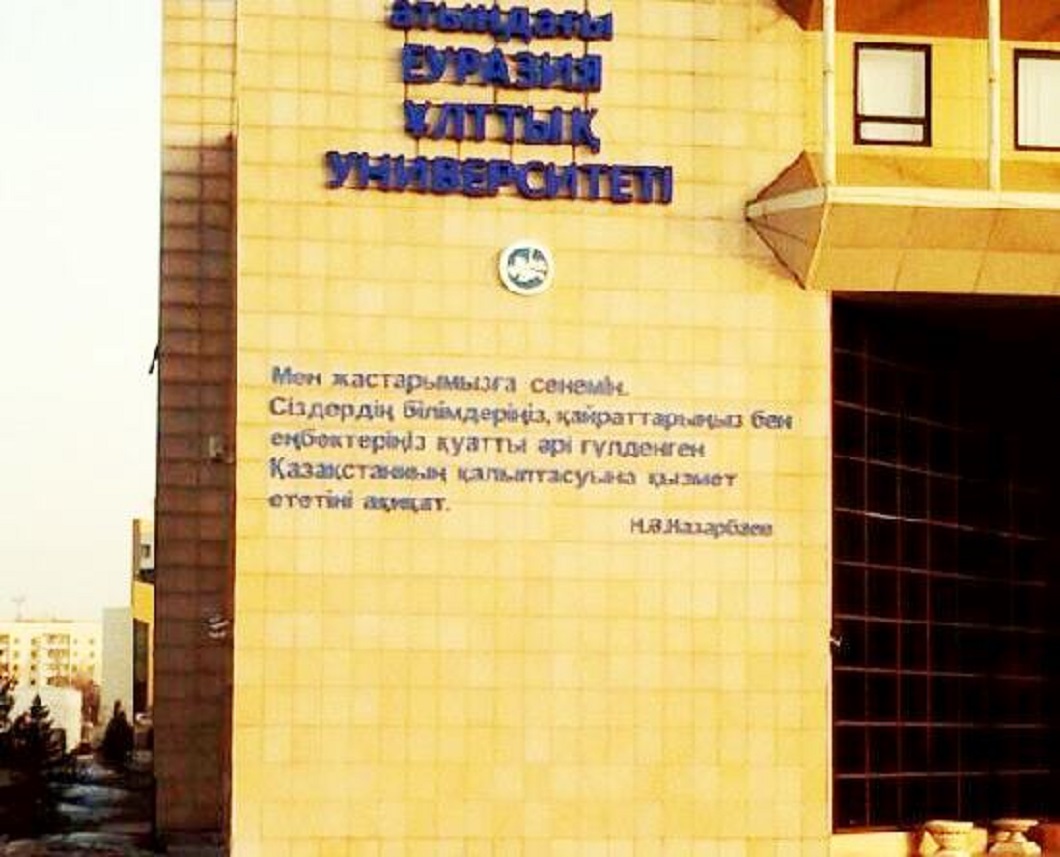 атындағы
ЕУРАЗИЯ
ҰЛТТЫҚ
УНИВЕРСИТЕТІ
Мен жастарымызға сенемін.
Сіздердің білімдеріңіз, қайраттарыңыз бен
еңбектеріңіз қуатты әрі гүлденген
Қазақстанның қалыптасуына қызмет
ететіні ақиқат.
Н.Ә.Назарбаев